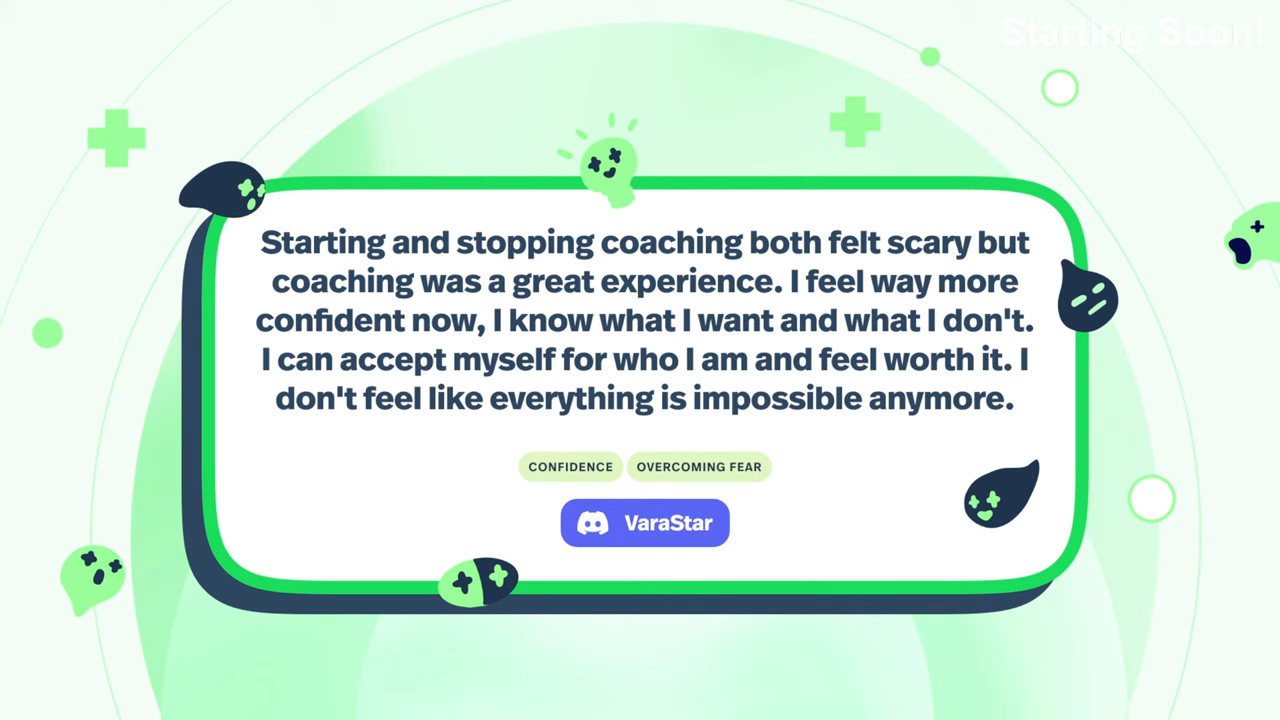 Starting Soon!
Starting and stopping coaching both felt scary but
coaching was a great experience. I feel way more
confident now, I know what I want and what I don't.
I can accept myself for who I am and feel worth it. I
don't feel like everything is impossible anymore.
CONFIDENCE OVERCOMING FEAR
VaraStar